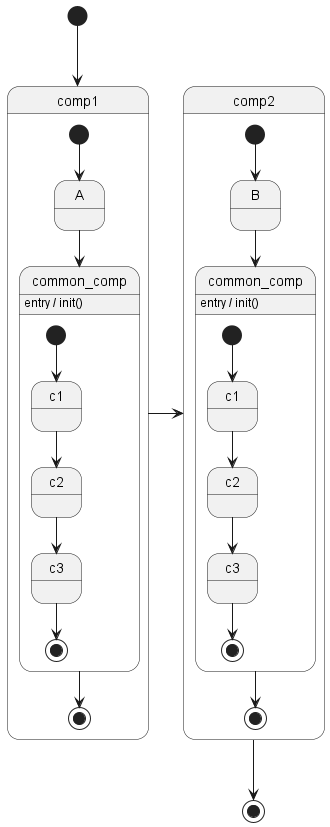 comp1
A
common_comp
entry / init()
c1
c2
c3
comp2
B
common_comp
entry / init()
c1
c2
c3